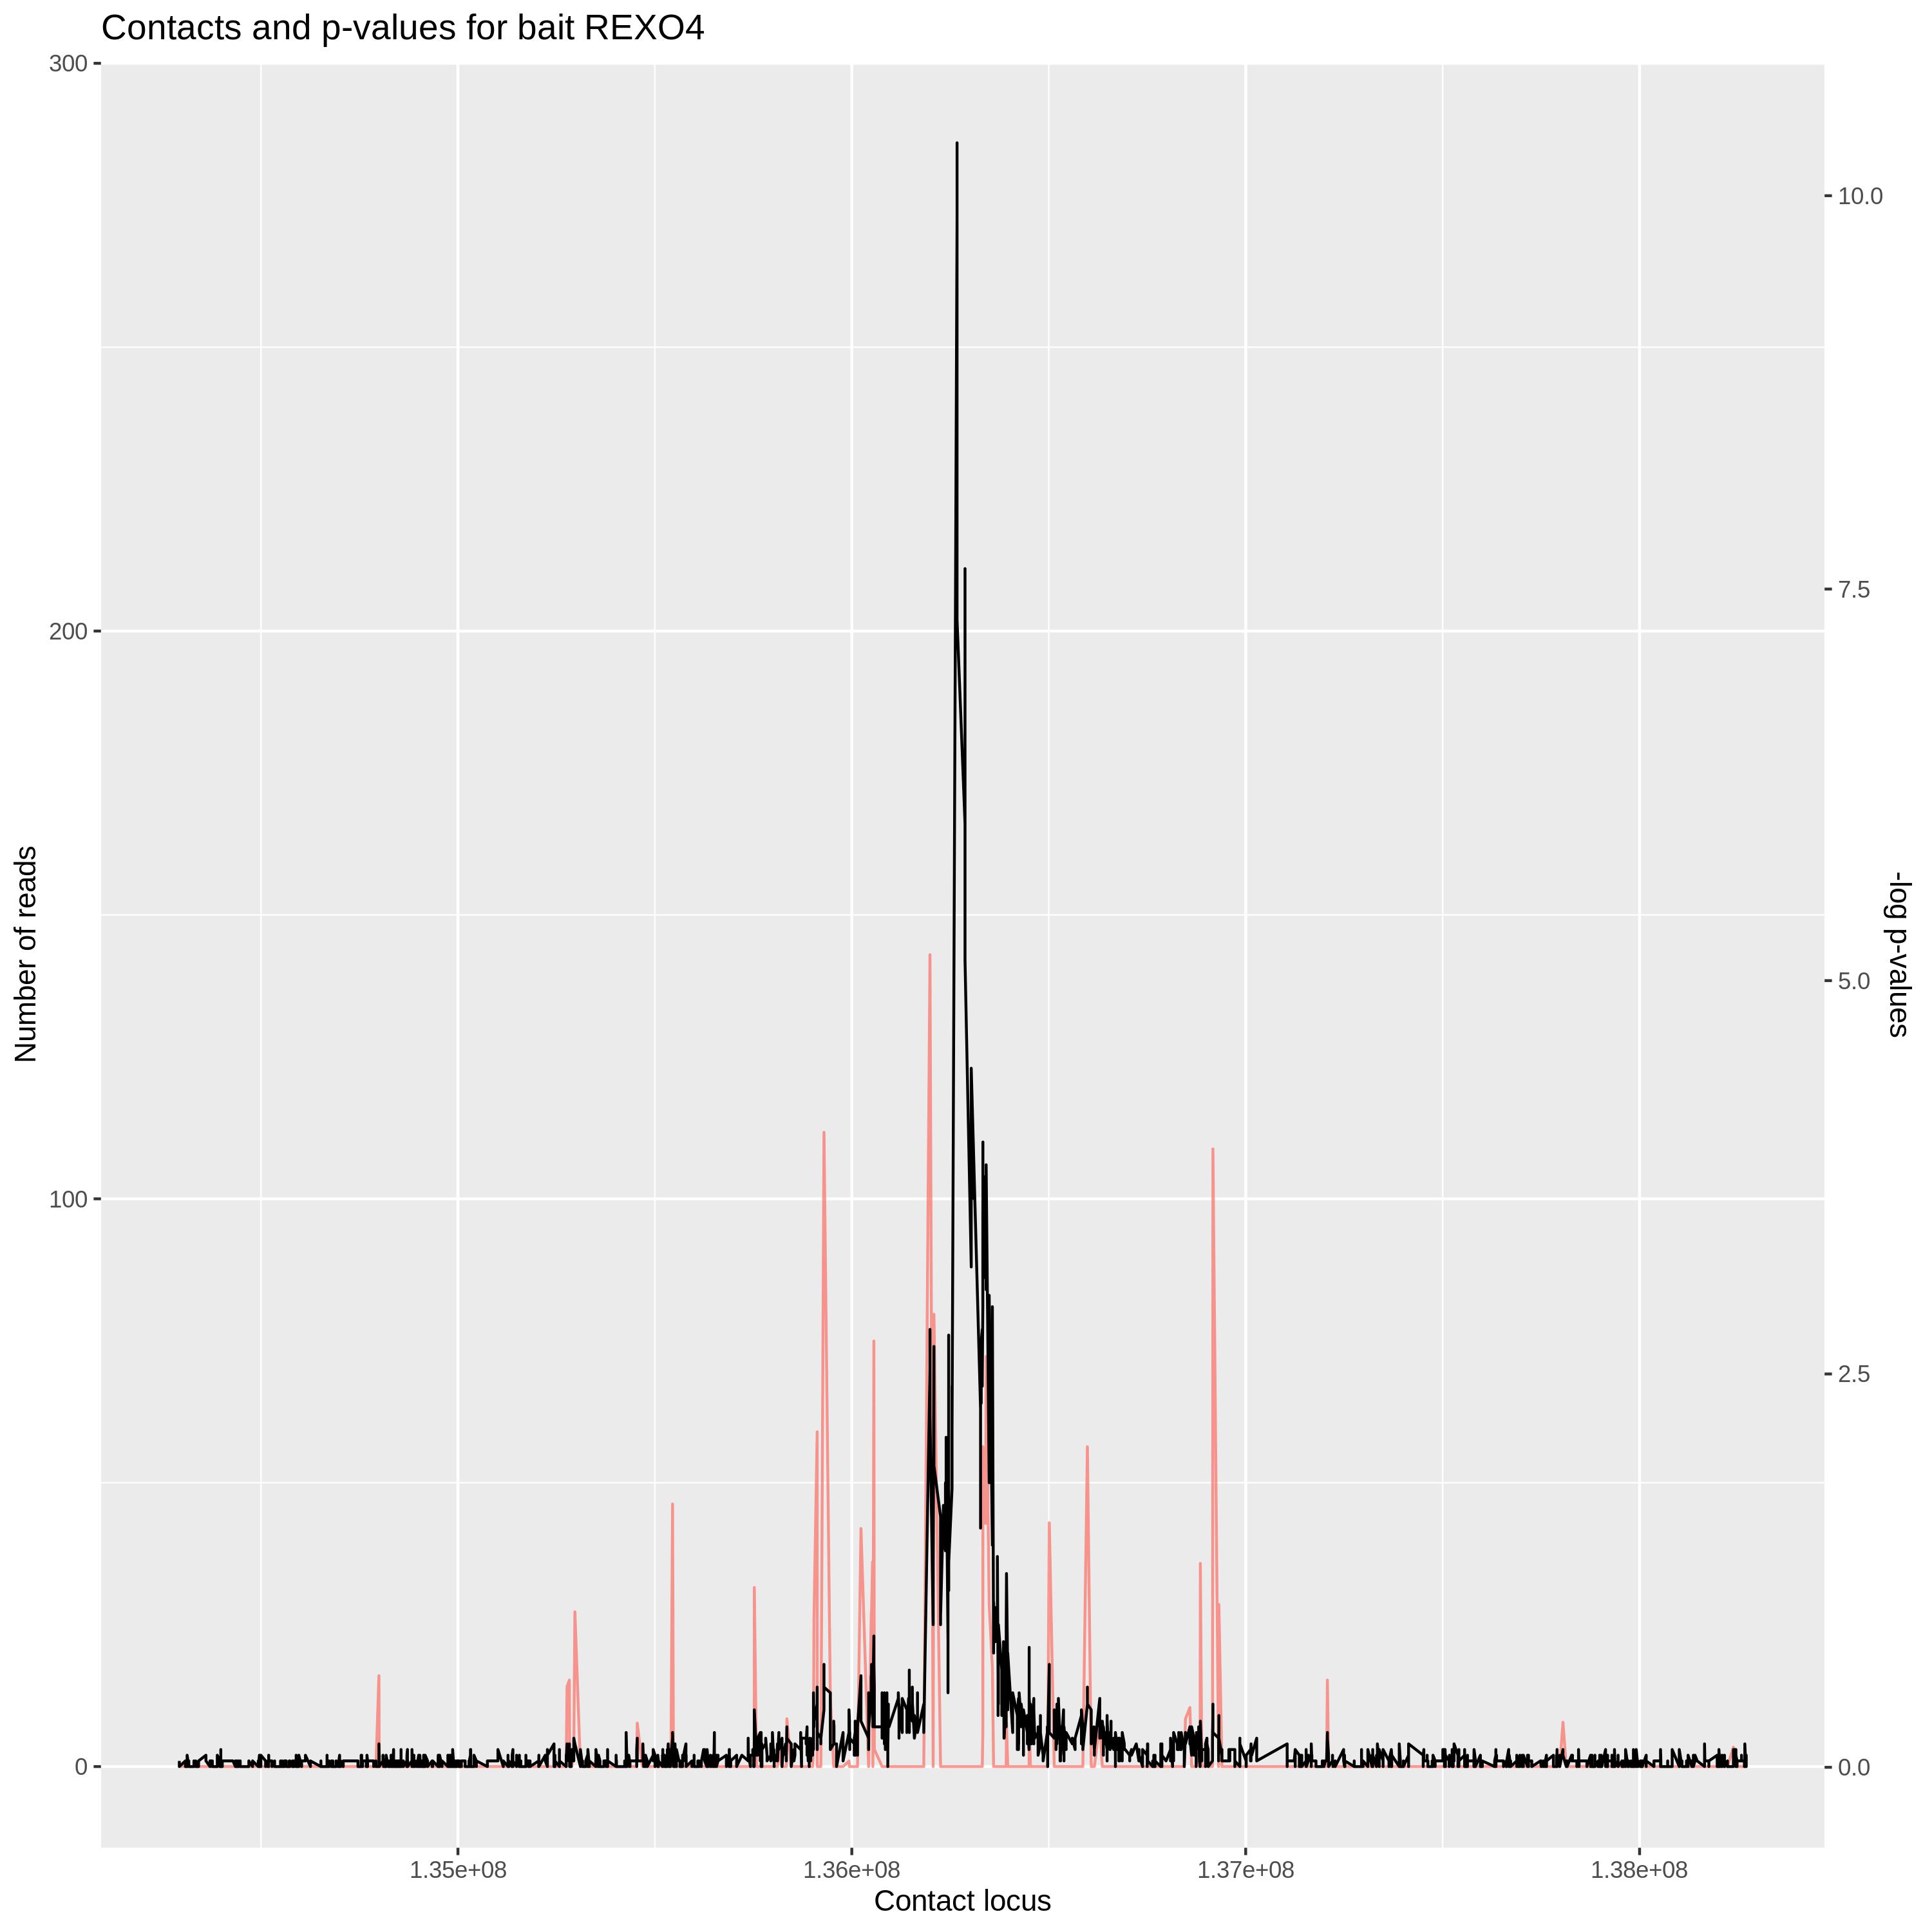 Contacts and p-values for bait REXO4
300
200
100
0
Number of reads
10.0
7.5
5.0
2.5
0.0
-log p-values
1.35e+08
1.36e+08
1.37e+08
1.38e+08
Contact locus